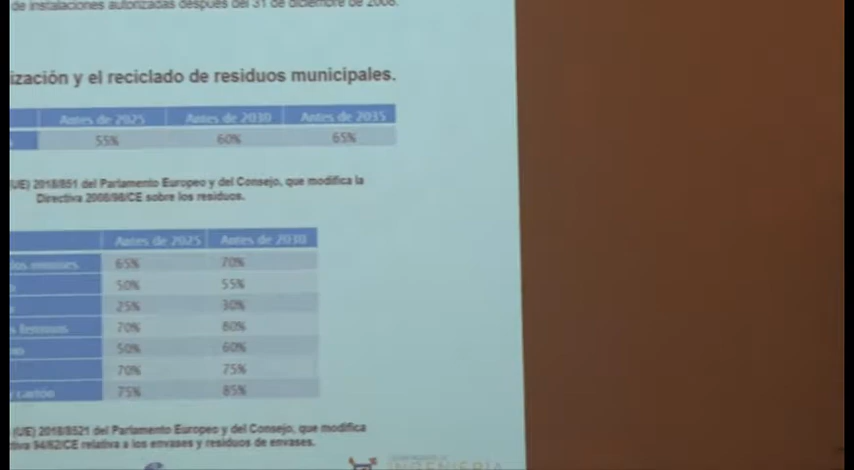 de instalaciones autorizadas después del 31 de diciembre de 2008.
ización y el reciclado de residuos municipales.
Antes de 2025 Antes de 2030 Antes de 2035
55% 60% 65%
(UE) 2018/851 del Parlamento Europeo y del Consejo, que modifica la
Directiva 2008/98/CE sobre los residuos.
Antes de 2025 Antes de 2030
65% 70%
50% 55%
25% 30%
s ferrosos 70% 80%
50% 60%
70% 75%
cartón 75% 85%
(UE) 2018/8521 del Parlamento Europeo y del Consejo, que modifica
tiva 94/62/CE relativa a los envases y residuos de envases.
INGENIERÍA